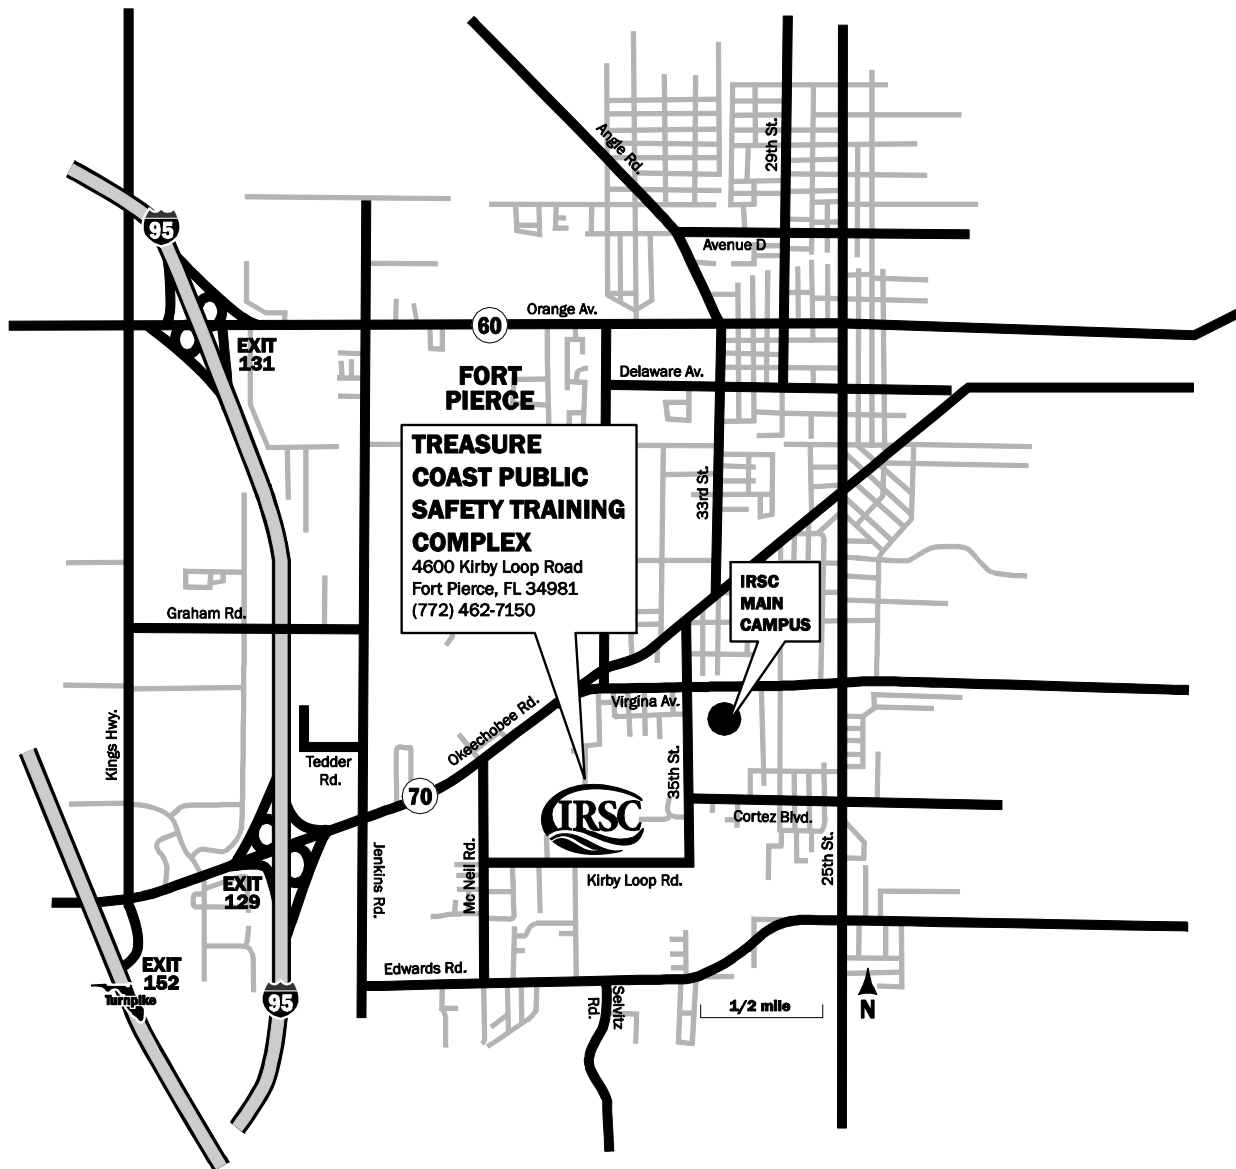 Angle Rd.
29th St.
95
Avenue D
Orange Av.
60
EXIT
131
FORT
PIERCE
Delaware Av.
TREASURE
COAST PUBLIC
SAFETY TRAINING
COMPLEX
4600 Kirby Loop Road
Fort Pierce, FL 34981
(772) 462-7150
33rd St.
IRSC
MAIN
CAMPUS
Graham Rd.
Virgina Av.
Okeechobee Rd.
Kings Hwy.
Tedder
Rd.
35th St.
70
IRSC
Cortez Blvd.
Jenkins Rd.
Mc Neil Rd.
25th St.
Kirby Loop Rd.
EXIT
129
EXIT
152
Turnpike
Edwards Rd.
95
Selvitz
Rd.
1/2 mile
N